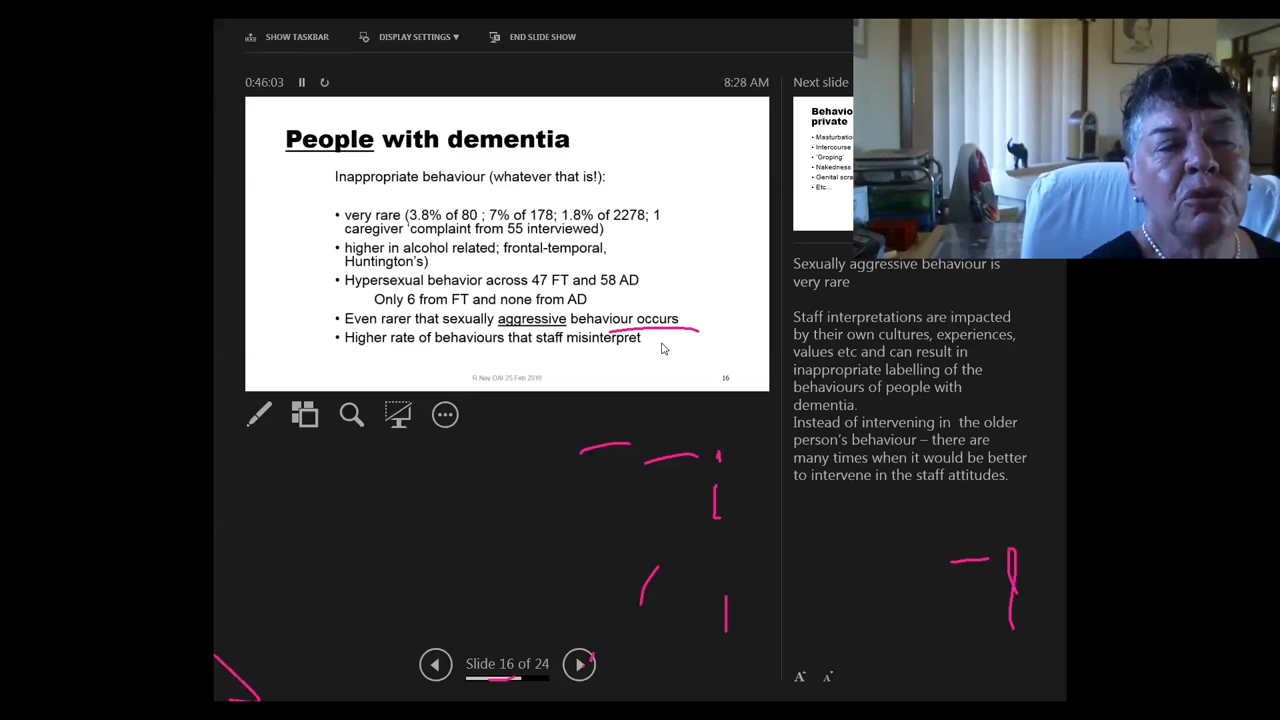 SHOW TASKBAR
DISPLAY SETTINGS ▼
END SLIDE SHOW
0:46:03
8:28 AM
People with dementia
Inappropriate behaviour (whatever that is!):
• very rare (3.8% of 80 ; 7% of 178; 1.8% of 2278; 1
caregiver ‘complaint from 55 interviewed)
• higher in alcohol related; frontal-temporal,
Huntington’s)
• Hypersexual behavior across 47 FT and 58 AD
Only 6 from FT and none from AD
• Even rarer that sexually aggressive behaviour occurs
• Higher rate of behaviours that staff misinterpret
R.Nay DAI 25 Feb 2016
16
Slide 16 of 24
Next slide
Behavio
private
• Masturbatio
• Intercourse
• ‘Groping’
• Nakedness
• Genital scra
• Etc...
Sexually aggressive behaviour is
very rare
Staff interpretations are impacted
by their own cultures, experiences,
values etc and can result in
inappropriate labelling of the
behaviours of people with
dementia.
Instead of intervening in the older
person’s behaviour – there are
many times when it would be better
to intervene in the staff attitudes.
A A